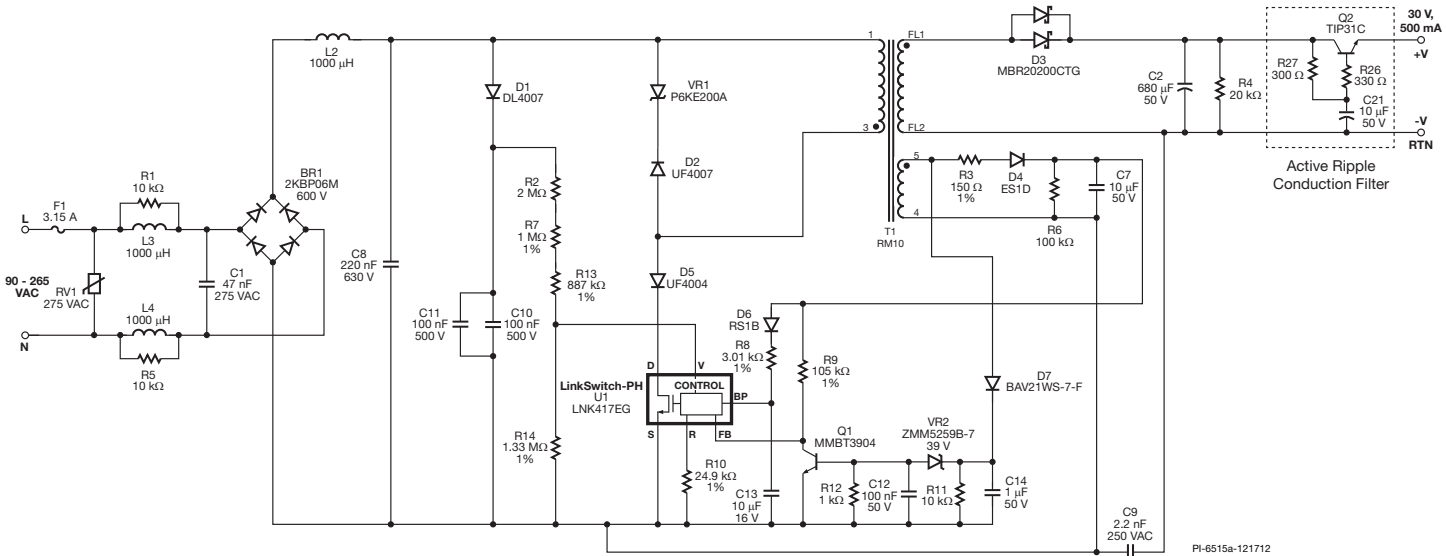 L2
1000 µH
D1
DL4007
VR1
P6KE200A
1
FL1
D3
MBR20200CTG
C2
680 µF
50 V
R4
20 kΩ
Q2
TIP31C
R27
300 Ω
R26
330 Ω
C21
10 µF
50 V
30 V,
500 mA
+V
3
FL2
-V
RTN
Active Ripple
Conduction Filter
D2
UF4007
5
R3
150 Ω
1%
D4
ES1D
C7
10 µF
50 V
4
R6
100 kΩ
T1
RM10
R1
10 kΩ
BR1
2KBP06M
600 V
F1
3.15 A
L
L3
1000 µH
90 - 265
VAC
RV1
275 VAC
C1
47 nF
275 VAC
L4
1000 µH
N
R5
10 kΩ
C8
220 nF
630 V
R2
2 MΩ
R7
1 MΩ
1%
R13
887 kΩ
1%
D5
UF4004
C11
100 nF
500 V
C10
100 nF
500 V
D6
RS1B
R8
3.01 kΩ
1%
R9
105 kΩ
1%
D7
BAV21WS-7-F
D
V
LinkSwitch-PH
U1
LNK417EG
CONTROL
BP
S
R
FB
R14
1.33 MΩ
1%
R10
24.9 kΩ
1%
Q1
MMBT3904
VR2
ZMM5259B-7
39 V
C13
10 µF
16 V
R12
1 kΩ
C12
100 nF
50 V
R11
10 kΩ
C14
1 µF
50 V
C9
2.2 nF
250 VAC
PI-6515a-121712